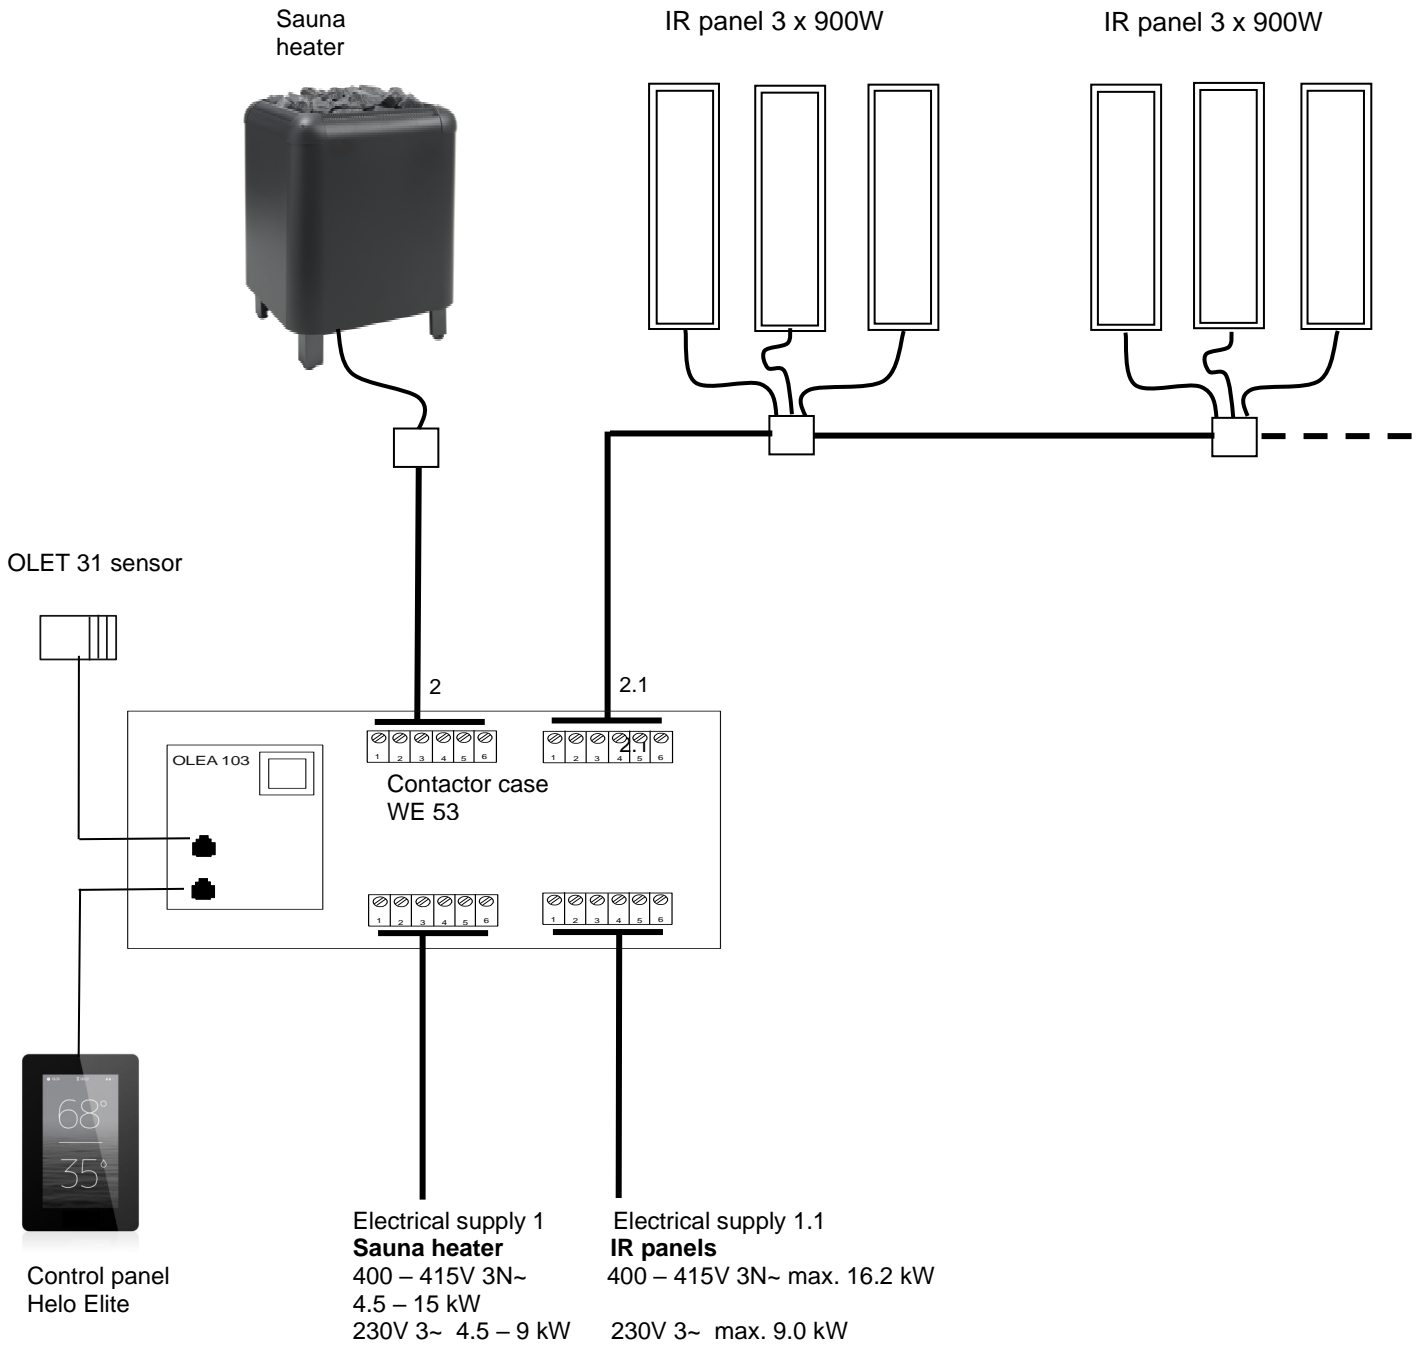 Sauna
heater
IR panel 3 x 900W
IR panel 3 x 900W
OLET 31 sensor
2
2.1
1 2 3 4 5 6
1 2 3 4 5 6
2.1
OLEA 103
Contactor case
WE 53
1 2 3 4 5 6
1 2 3 4 5 6
68°
35°
Control panel
Helo Elite
Electrical supply 1
Sauna heater
400 – 415V 3N~
4.5 – 15 kW
230V 3~ 4.5 – 9 kW
Electrical supply 1.1
IR panels
400 – 415V 3N~ max. 16.2 kW
230V 3~ max. 9.0 kW